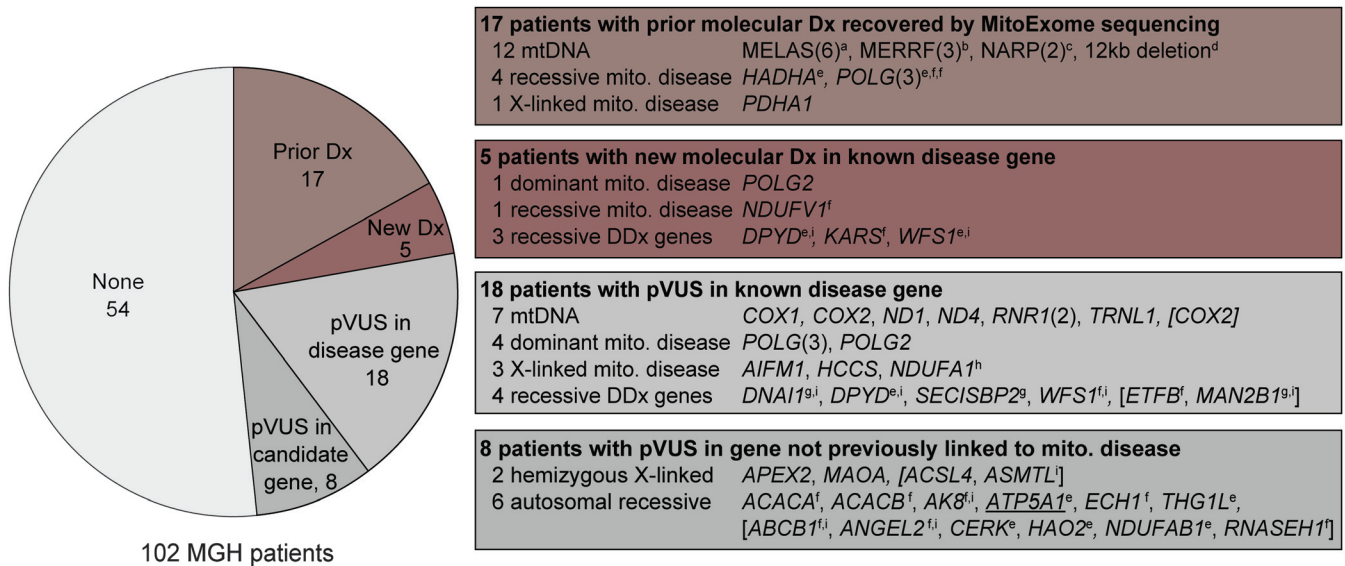 Prior Dx
17
New Dx
5
pVUS in
disease gene
18
pVUS in
candidate
gene, 8
None
54
102 MGH patients
17 patients with prior molecular Dx recovered by MitoExome sequencing
12 mtDNA MELAS(6)ᵃ, MERRF(3)ᵇ, NARP(2)ᶜ, 12kb deletionᵈ
4 recessive mito. disease HADHAᵉ, POLG(3)ᵉ,ᶠ,ᶠ
1 X-linked mito. disease PDHA1
5 patients with new molecular Dx in known disease gene
1 dominant mito. disease POLG2
1 recessive mito. disease NDUFV1ᶠ
3 recessive DDx genes DPYDᵉ,ⁱ, KARSᶠ, WFS1ᵉ,ⁱ
18 patients with pVUS in known disease gene
7 mtDNA COX1, COX2, ND1, ND4, RNR1(2), TRNL1, [COX2]
4 dominant mito. disease POLG(3), POLG2
3 X-linked mito. disease AIFM1, HCCS, NDUFA1ʰ
4 recessive DDx genes DNAI1ᵍ,ⁱ, DPYDᵉ,ⁱ, SECISBP2ᵍ, WFS1ᶠ,ⁱ, [ETFBᶠ, MAN2B1ᵍ,ⁱ]
8 patients with pVUS in gene not previously linked to mito. disease
2 hemizygous X-linked APEX2, MAOA, [ACSL4, ASMTLⁱ]
6 autosomal recessive ACACAᶠ, ACACBᶠ, AK8ᶠ,ⁱ, ATP5A1ᵉ, ECH1ᶠ, THG1Lᵉ,
[ABCB1ᶠ,ⁱ, ANGEL2ᶠ,ⁱ, CERKᵉ, HAO2ᵉ, NDUFAB1ᵉ, RNASEH1ᶠ]